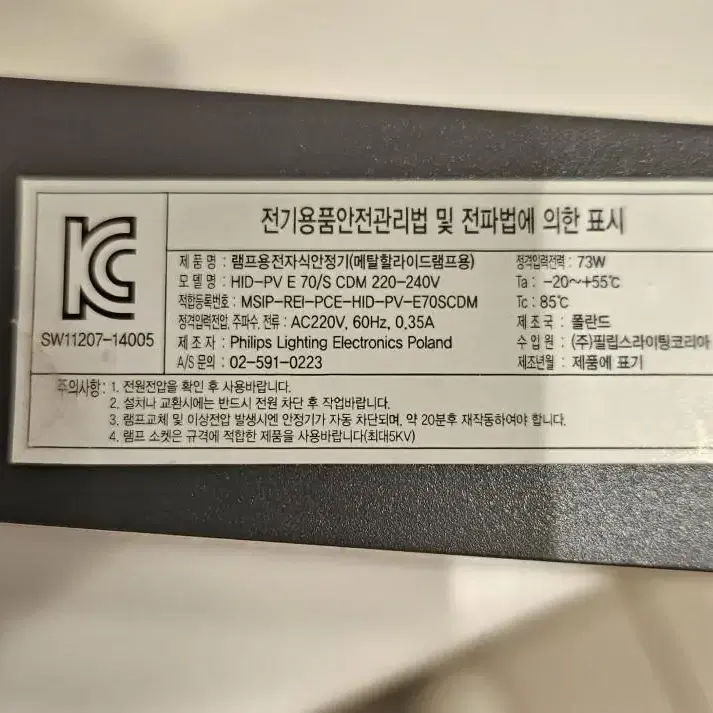 전기용품안전관리법 및 전파법에 의한 표시
SW11207-14005
제 품 명 : 램프용전자식안정기(메탈할라이드램프용)
모 델 명 : HID-PV E 70/S CDM 220-240V
적합등록번호 : MSIP-REI-PCE-HID-PV-E70SCDM
정격입력전압, 주파수, 전류 : AC220V, 60Hz, 0,35A
제 조 자 : Philips Lighting Electronics Poland
A/S 문의 : 02-591-0223
정격입력전력 : 73W
Ta : -20~+55℃
Tc : 85℃
제 조 국 : 폴란드
수 입 원 : (주)필립스라이팅코리아
제조년월 : 제품에 표기
주의사항 : 1. 전원전압을 확인 후 사용바랍니다.
2. 설치나 교환시에는 반드시 전원 차단 후 작업바랍니다.
3. 램프교체 및 이상전압 발생시엔 안정기가 자동 차단되며, 약 20분후 재작동하여야 합니다.
4. 램프 소켓은 규격에 적합한 제품을 사용바랍니다(최대5KV)